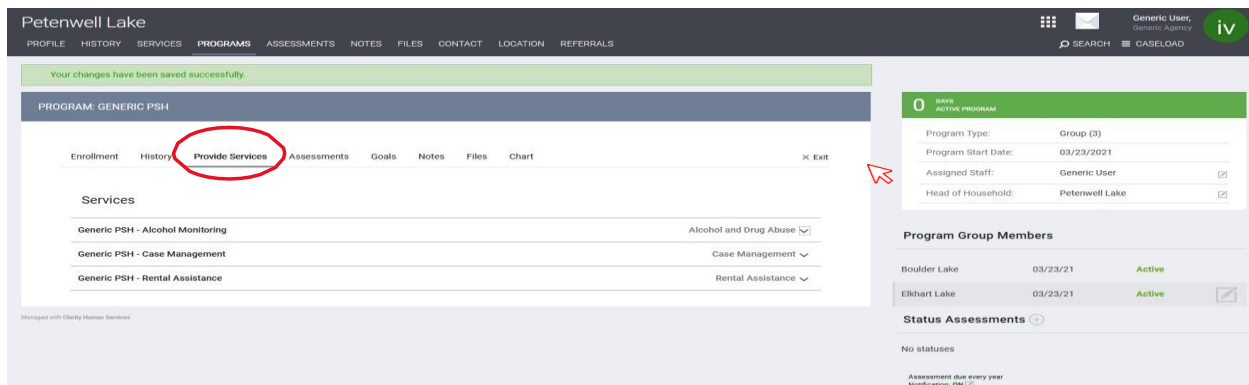 Petenwell Lake
Generic User,
Generic Agency
iv
PROFILE HISTORY SERVICES PROGRAMS ASSESSMENTS NOTES FILES CONTACT LOCATION REFERRALS
SEARCH CASELOAD
Your changes have been saved successfully.
PROGRAM: GENERIC PSH
Enrollment History Provide Services Assessments Goals Notes Files Chart × Exit
Services
Generic PSH - Alcohol Monitoring Alcohol and Drug Abuse
Generic PSH - Case Management Case Management
Generic PSH - Rental Assistance Rental Assistance
Managed with Clarity Human Services
0 DAYS
ACTIVE PROGRAM
Program Type: Group (3)
Program Start Date: 03/23/2021
Assigned Staff: Generic User
Head of Household: Petenwell Lake
Program Group Members
Boulder Lake 03/23/21 Active
Elkhart Lake 03/23/21 Active
Status Assessments
No statuses
Assessment due every year
Notification: ON